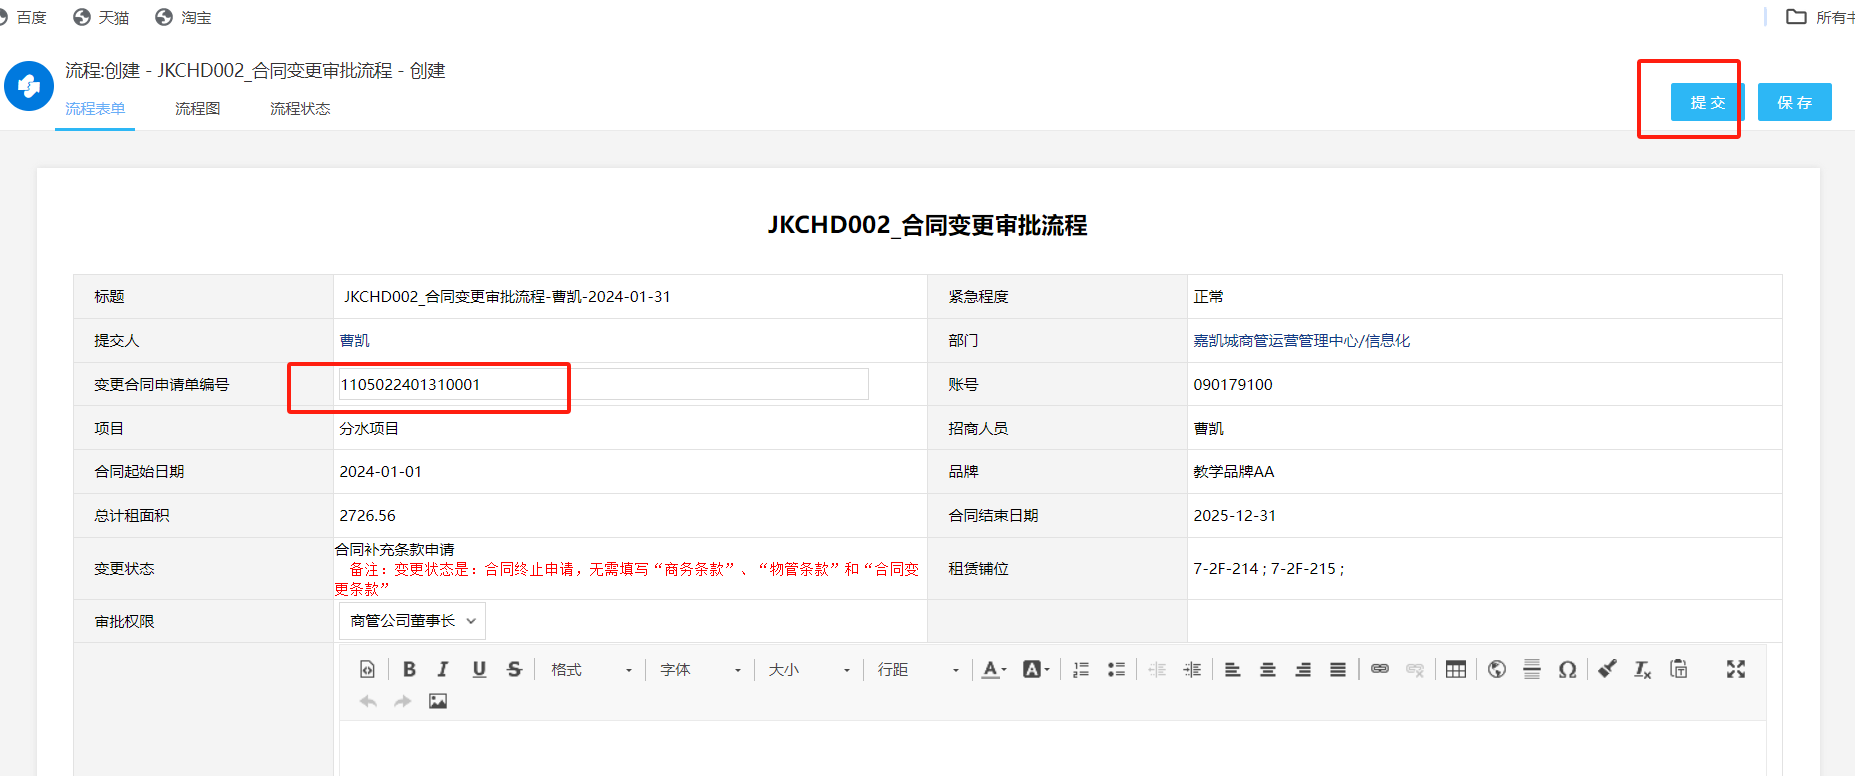 百度 天猫 淘宝 所有
流程:创建 - JKCHD002_合同变更审批流程 - 创建
流程表单 流程图 流程状态
提 交 保 存
JKCHD002_合同变更审批流程
标题 JKCHD002_合同变更审批流程-曹凯-2024-01-31 紧急程度 正常
提交人 曹凯 部门 嘉凯城商管运营管理中心/信息化
变更合同申请单编号 1105022401310001 账号 090179100
项目 分水项目 招商人员 曹凯
合同起始日期 2024-01-01 品牌 教学品牌AA
总计租面积 2726.56 合同结束日期 2025-12-31
变更状态 合同补充条款申请
备注：变更状态是：合同终止申请，无需填写“商务条款”、“物管条款”和“合同变
更条款”
租赁铺位 7-2F-214 ; 7-2F-215 ;
审批权限 商管公司董事长
格式 字体 大小 行距